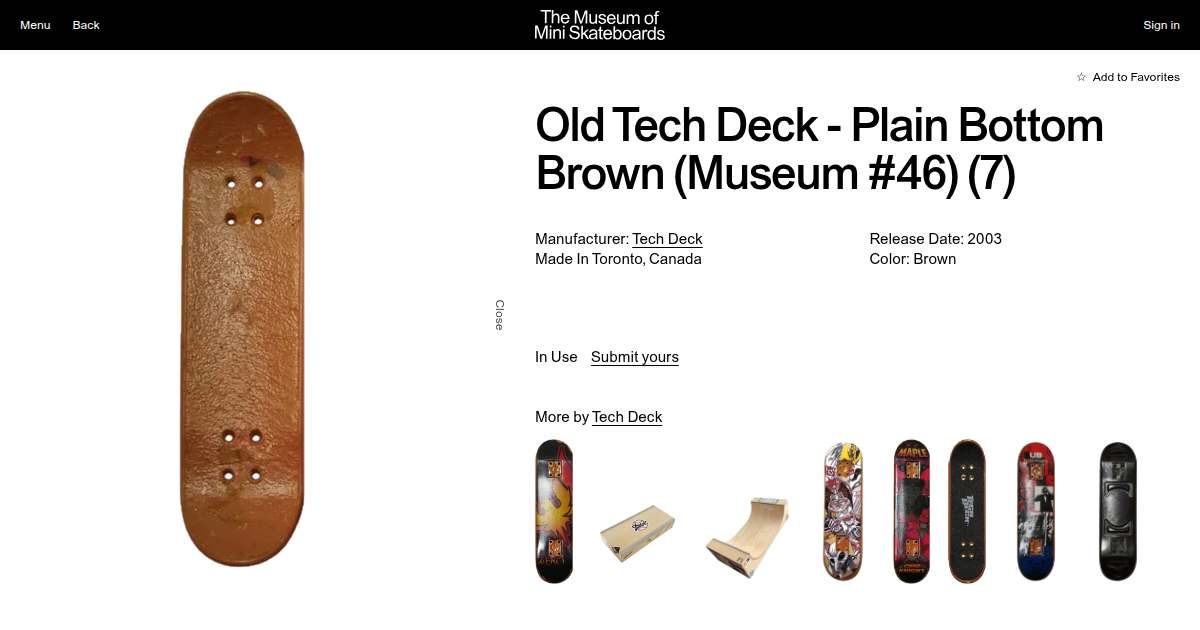 Menu
Back
The Museum of
Mini Skateboards
Sign in
☆ Add to Favorites
Old Tech Deck - Plain Bottom
Brown (Museum #46) (7)
Manufacturer: Tech Deck
Made In Toronto, Canada
Release Date: 2003
Color: Brown
Close
In Use
Submit yours
More by Tech Deck
MAPLE